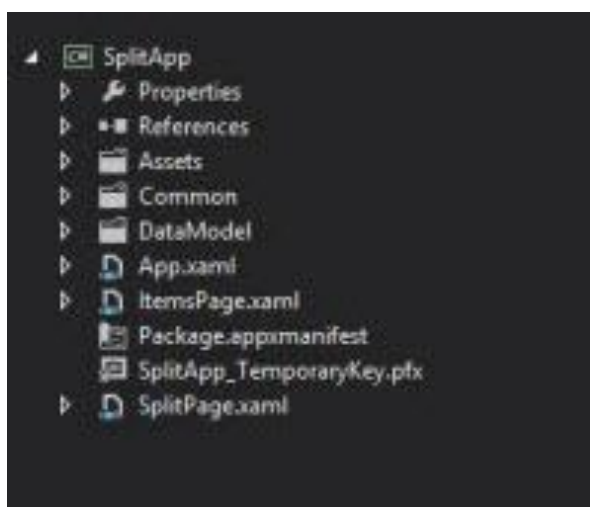 SplitApp
Properties
References
Assets
Common
DataModel
App.xaml
ItemsPage.xaml
Package.appxmanifest
SplitApp_TemporaryKey.pfx
SplitPage.xaml